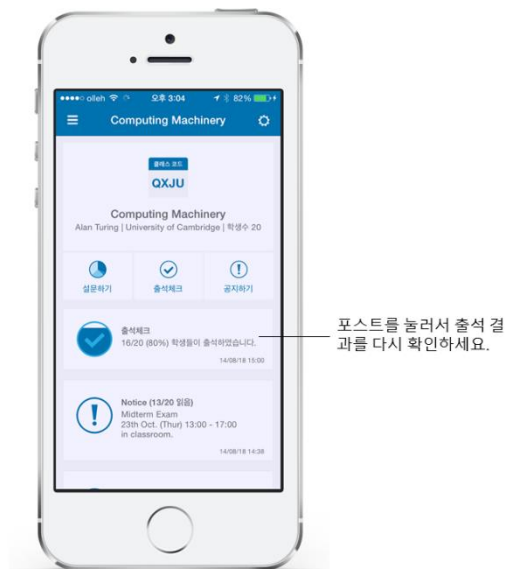 olleh 오후 3:04 82%
Computing Machinery
클래스 코드
QXJU
Computing Machinery
Alan Turing | University of Cambridge | 학생수 20
설문하기 출석체크 공지하기
출석체크
16/20 (80%) 학생들이 출석하였습니다.
14/08/18 15:00
포스트를 눌러서 출석 결
과를 다시 확인하세요.
Notice (13/20 읽음)
Midterm Exam
23th Oct. (Thur) 13:00 - 17:00
in classroom.
14/08/18 14:38